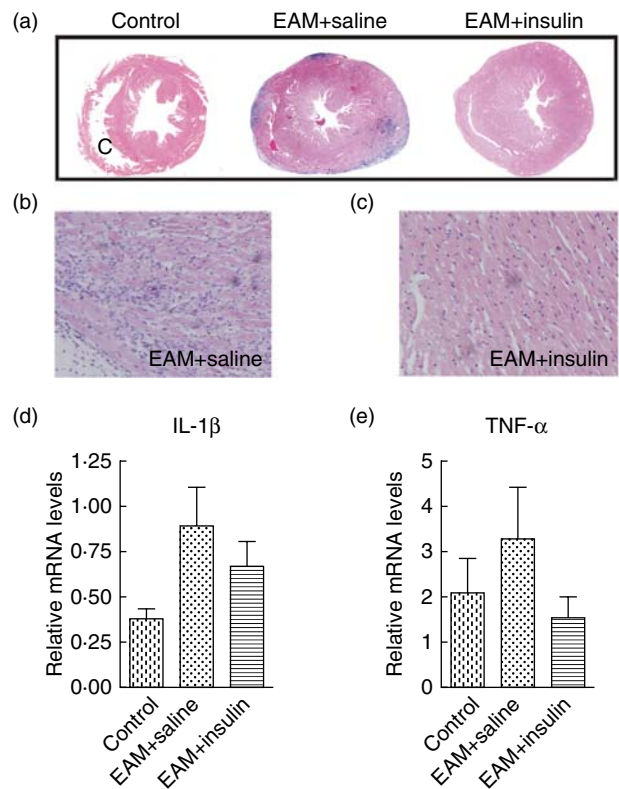 (a) Control EAM+saline EAM+insulin
C
(b) (c)
EAM+saline EAM+insulin
(d) IL-1β
Relative mRNA levels
1·25
1·00
0·75
0·50
0·25
0·00
Control
EAM+saline
EAM+insulin
(e) TNF-α
Relative mRNA levels
5
4
3
2
1
0
Control
EAM+saline
EAM+insulin